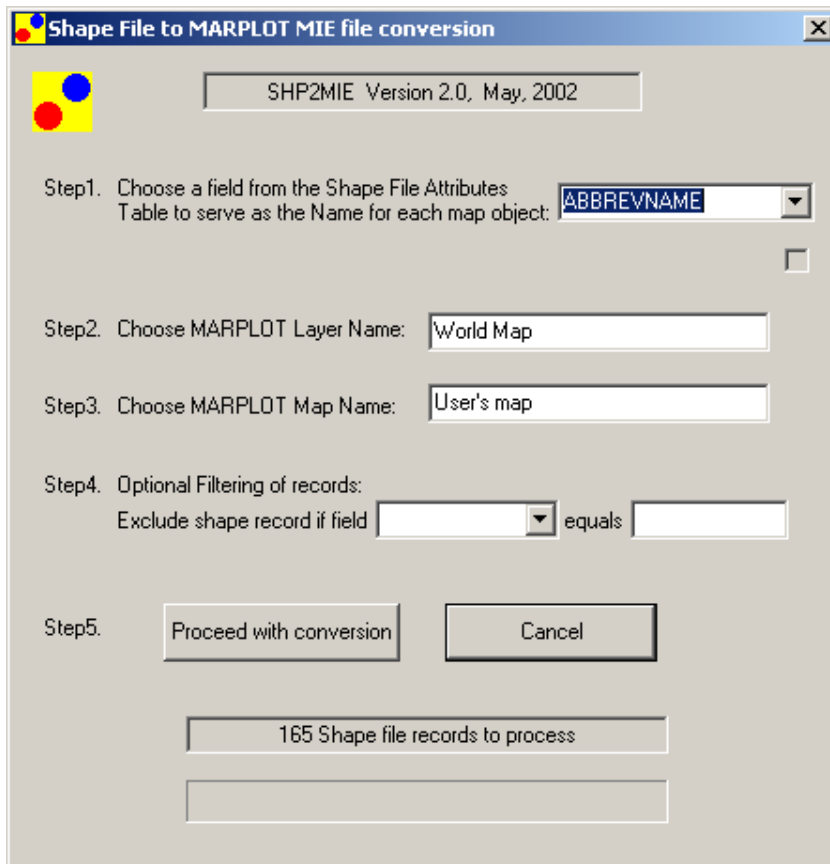 Shape File to MARPLOT MIE file conversion
SHP2MIE Version 2.0, May, 2002
Step1. Choose a field from the Shape File Attributes
Table to serve as the Name for each map object: ABBREVNAME
Step2. Choose MARPLOT Layer Name: World Map
Step3. Choose MARPLOT Map Name: User's map
Step4. Optional Filtering of records:
Exclude shape record if field equals
Step5. Proceed with conversion Cancel
165 Shape file records to process